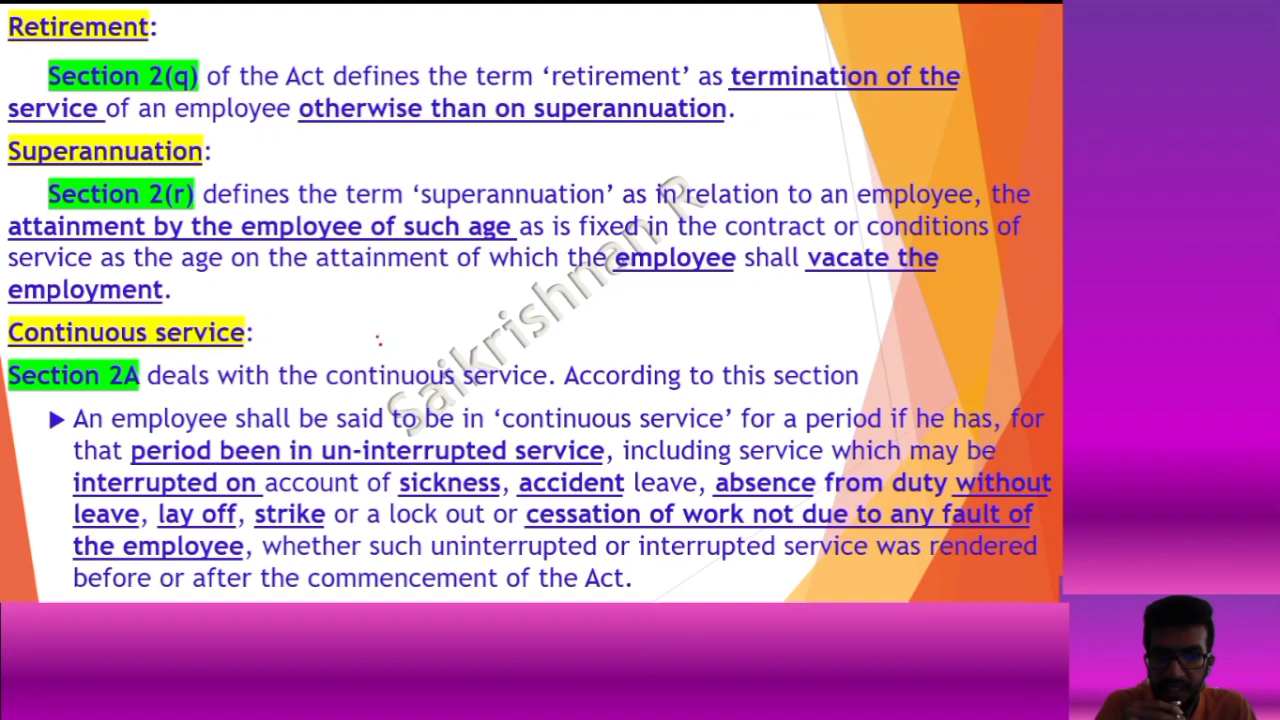 Retirement:
Section 2(q) of the Act defines the term ‘retirement’ as termination of the
service of an employee otherwise than on superannuation.
Superannuation:
Section 2(r) defines the term ‘superannuation’ as in relation to an employee, the
attainment by the employee of such age as is fixed in the contract or conditions of
service as the age on the attainment of which the employee shall vacate the
employment.
Continuous service:
Section 2A deals with the continuous service. According to this section
An employee shall be said to be in ‘continuous service’ for a period if he has, for
that period been in un-interrupted service, including service which may be
interrupted on account of sickness, accident leave, absence from duty without
leave, lay off, strike or a lock out or cessation of work not due to any fault of
the employee, whether such uninterrupted or interrupted service was rendered
before or after the commencement of the Act.
Saikrishnan R